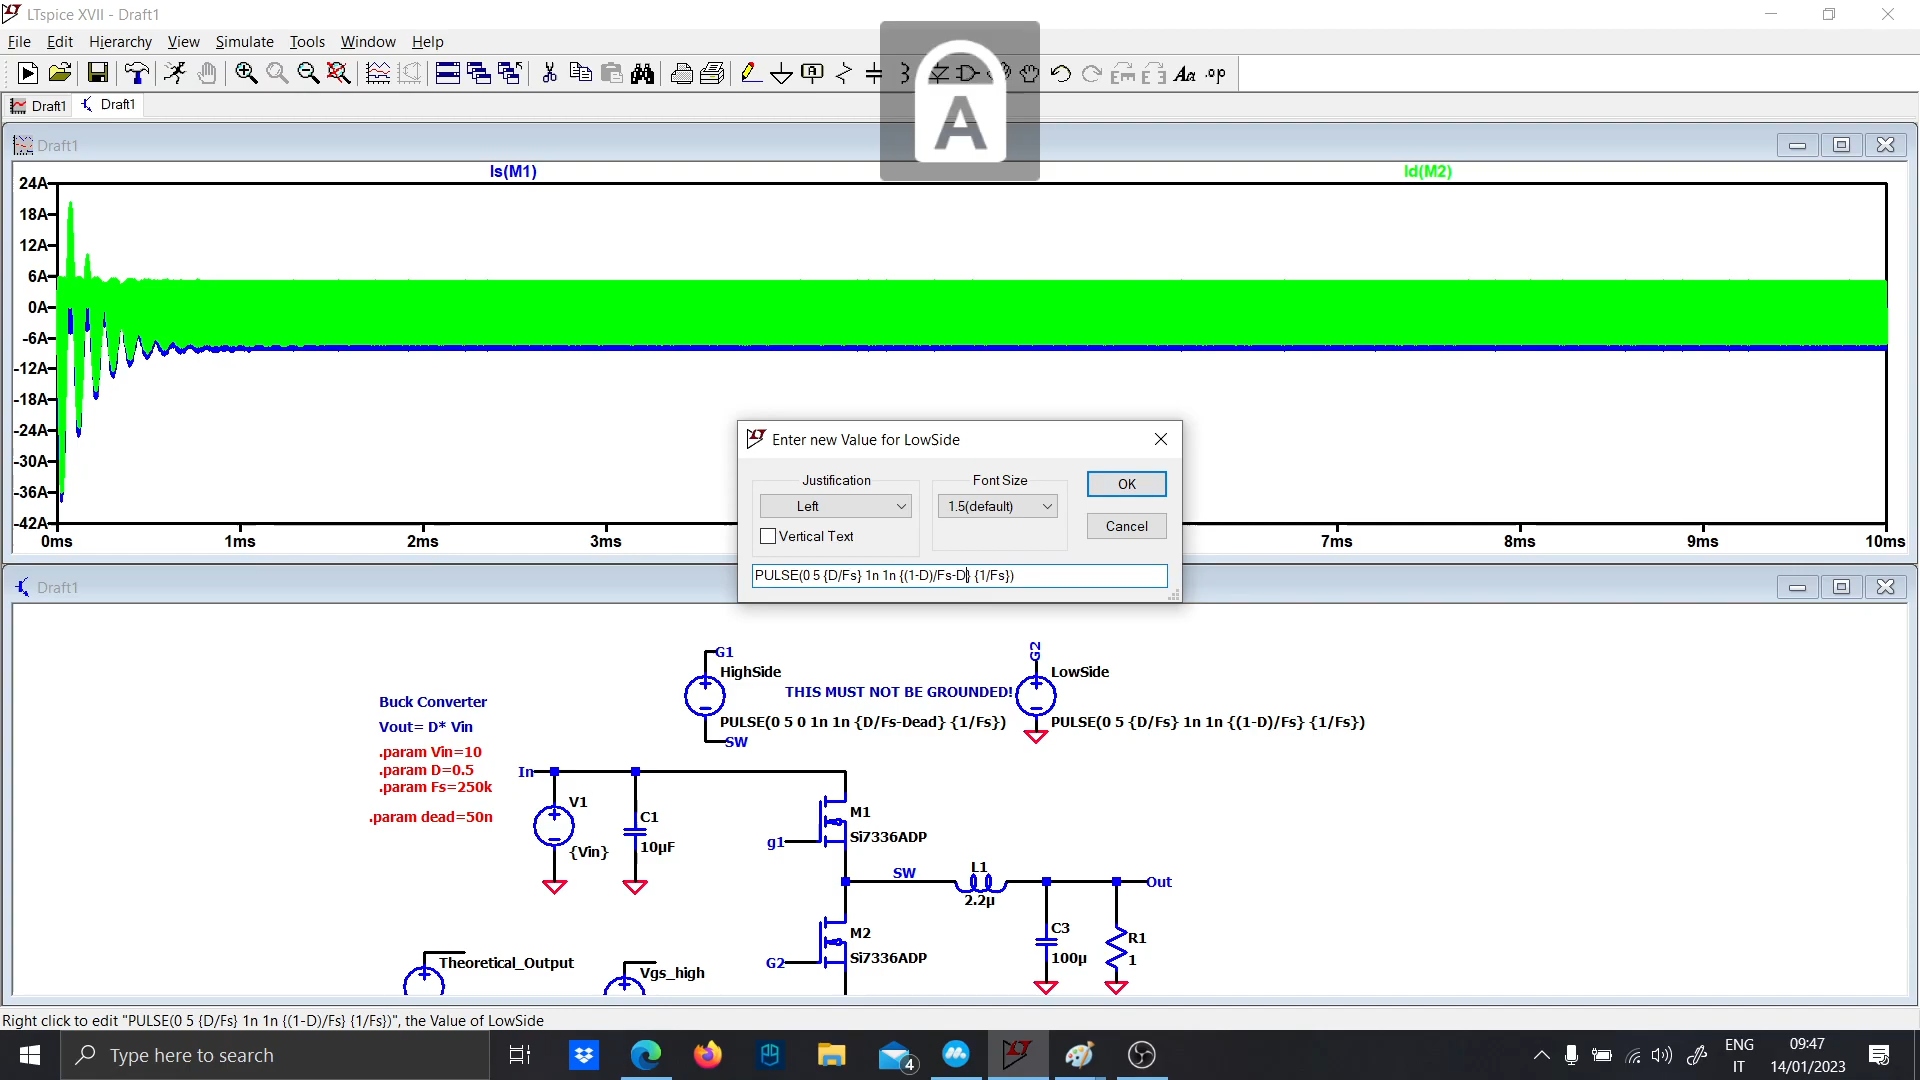 LTspice XVII - Draft1
File Edit Hierarchy View Simulate Tools Window Help
A
Aa .op
Draft1 Draft1
Draft1
Is(M1) Id(M2)
24A
18A
12A
6A
0A
-6A
-12A
-18A
-24A
-30A
-36A
-42A
0ms 1ms 2ms 3ms 7ms 8ms 9ms 10ms
Enter new Value for LowSide
Justification Font Size
Left 1.5(default) OK
Vertical Text Cancel
PULSE(0 5 {D/Fs} 1n 1n {(1-D)/Fs-D} {1/Fs})
Draft1
G1 G2
HighSide LowSide
THIS MUST NOT BE GROUNDED!
PULSE(0 5 0 1n 1n {D/Fs-Dead} {1/Fs}) PULSE(0 5 {D/Fs} 1n 1n {(1-D)/Fs} {1/Fs})
SW
Buck Converter
Vout= D* Vin
.param Vin=10
.param D=0.5
.param Fs=250k
.param dead=50n
In
V1
{Vin}
C1
10µF
M1
Si7336ADP
g1
SW
L1
2.2µ
Out
M2
Si7336ADP
G2
C3
100µ
R1
1
Theoretical_Output
Vgs_high
Right click to edit "PULSE(0 5 {D/Fs} 1n 1n {(1-D)/Fs} {1/Fs})", the Value of LowSide
Type here to search
4
ENG
IT
09:47
14/01/2023